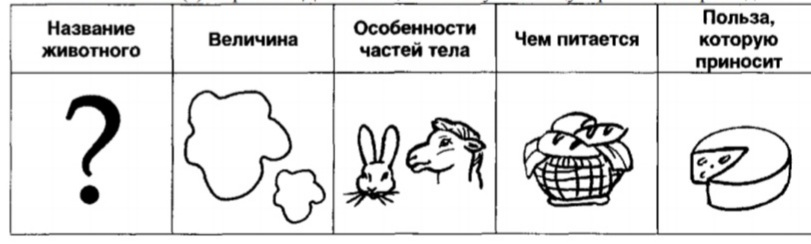 Название
животного
Величина
Особенности
частей тела
Чем питается
Польза,
которую
приносит
?